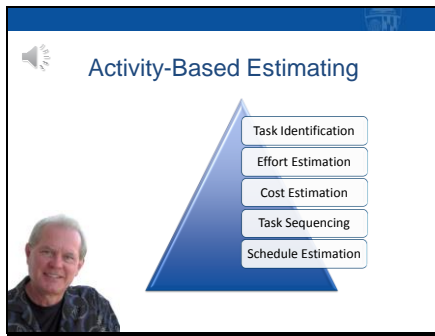 Activity-Based Estimating
Task Identification
Effort Estimation
Cost Estimation
Task Sequencing
Schedule Estimation